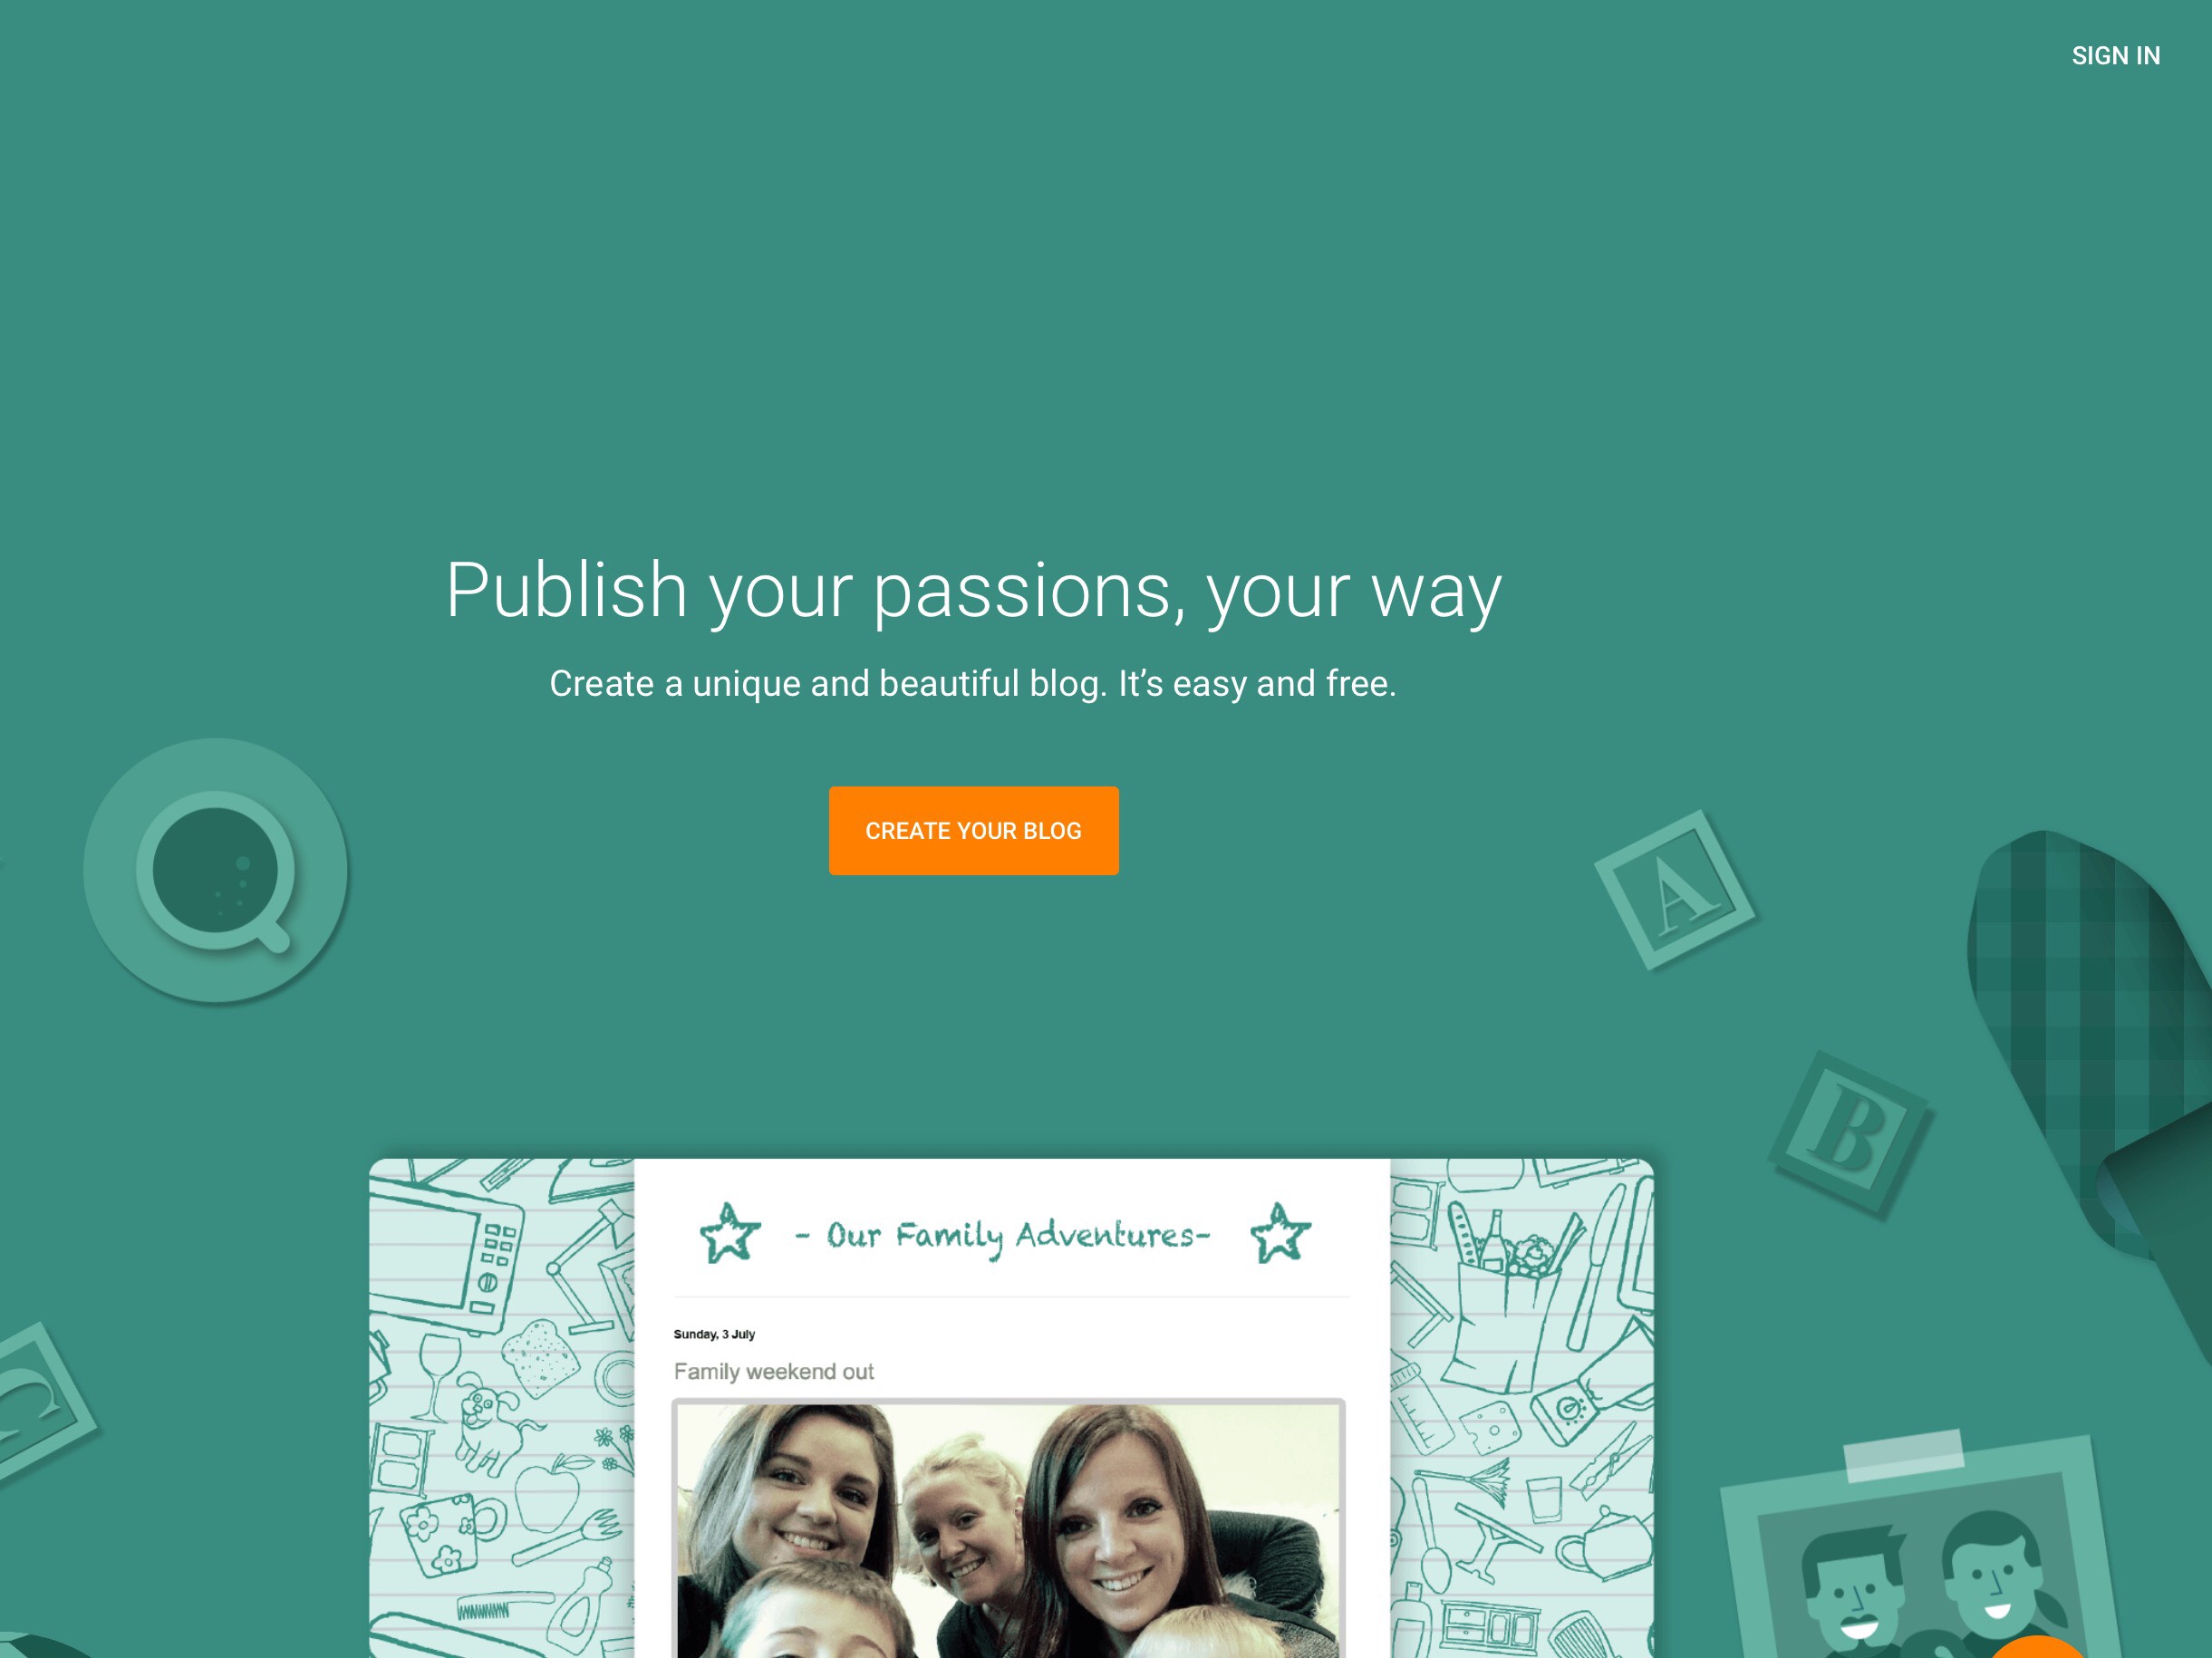 SIGN IN
Publish your passions, your way
Create a unique and beautiful blog. It’s easy and free.
CREATE YOUR BLOG
A
B
- Our Family Adventures-
Sunday, 3 July
Family weekend out
C